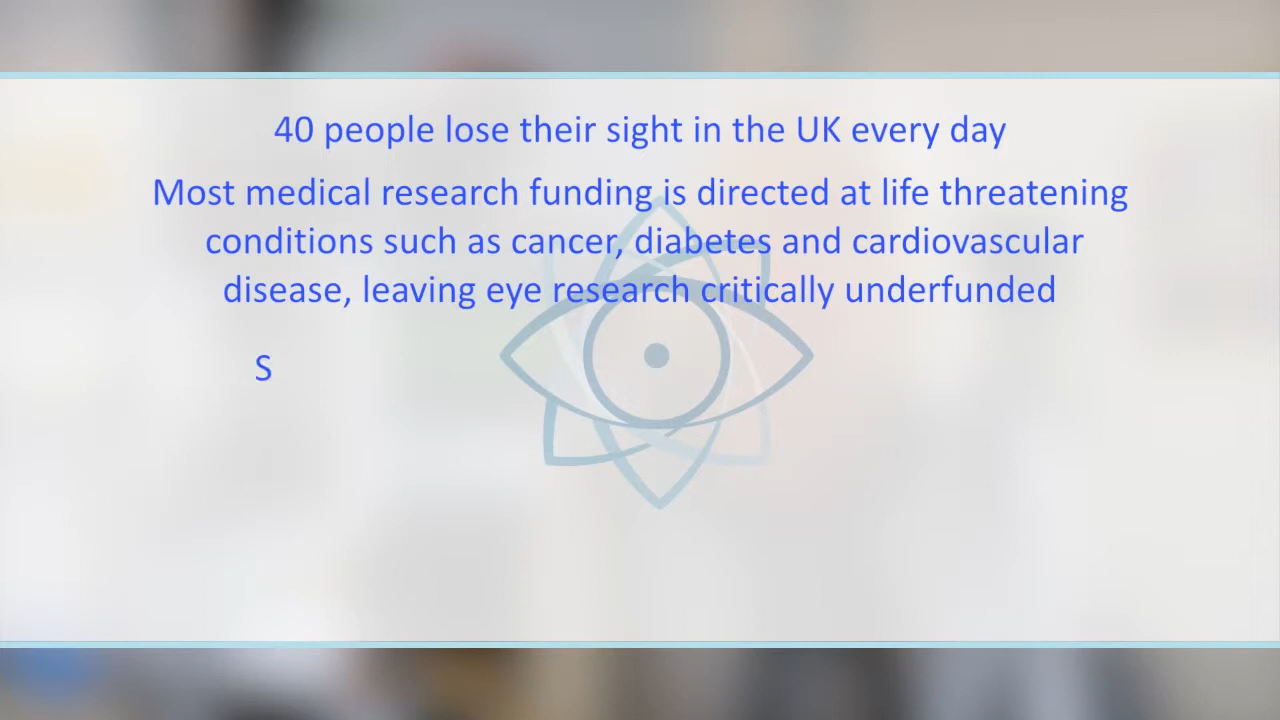 40 people lose their sight in the UK every day
Most medical research funding is directed at life threatening
conditions such as cancer, diabetes and cardiovascular
disease, leaving eye research critically underfunded
S